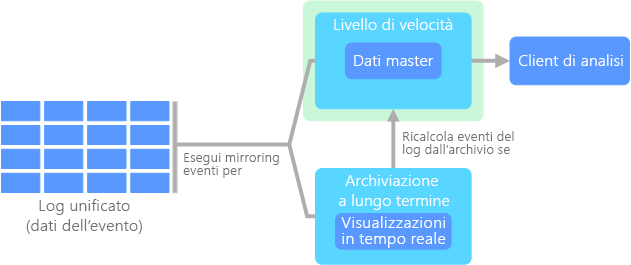 Livello di velocità
Dati master
Client di analisi
Ricalcola eventi del
log dall'archivio se
Esegui mirroring
eventi per
Log unificato
(dati dell'evento)
Archiviazione
a lungo termine
Visualizzazioni
in tempo reale